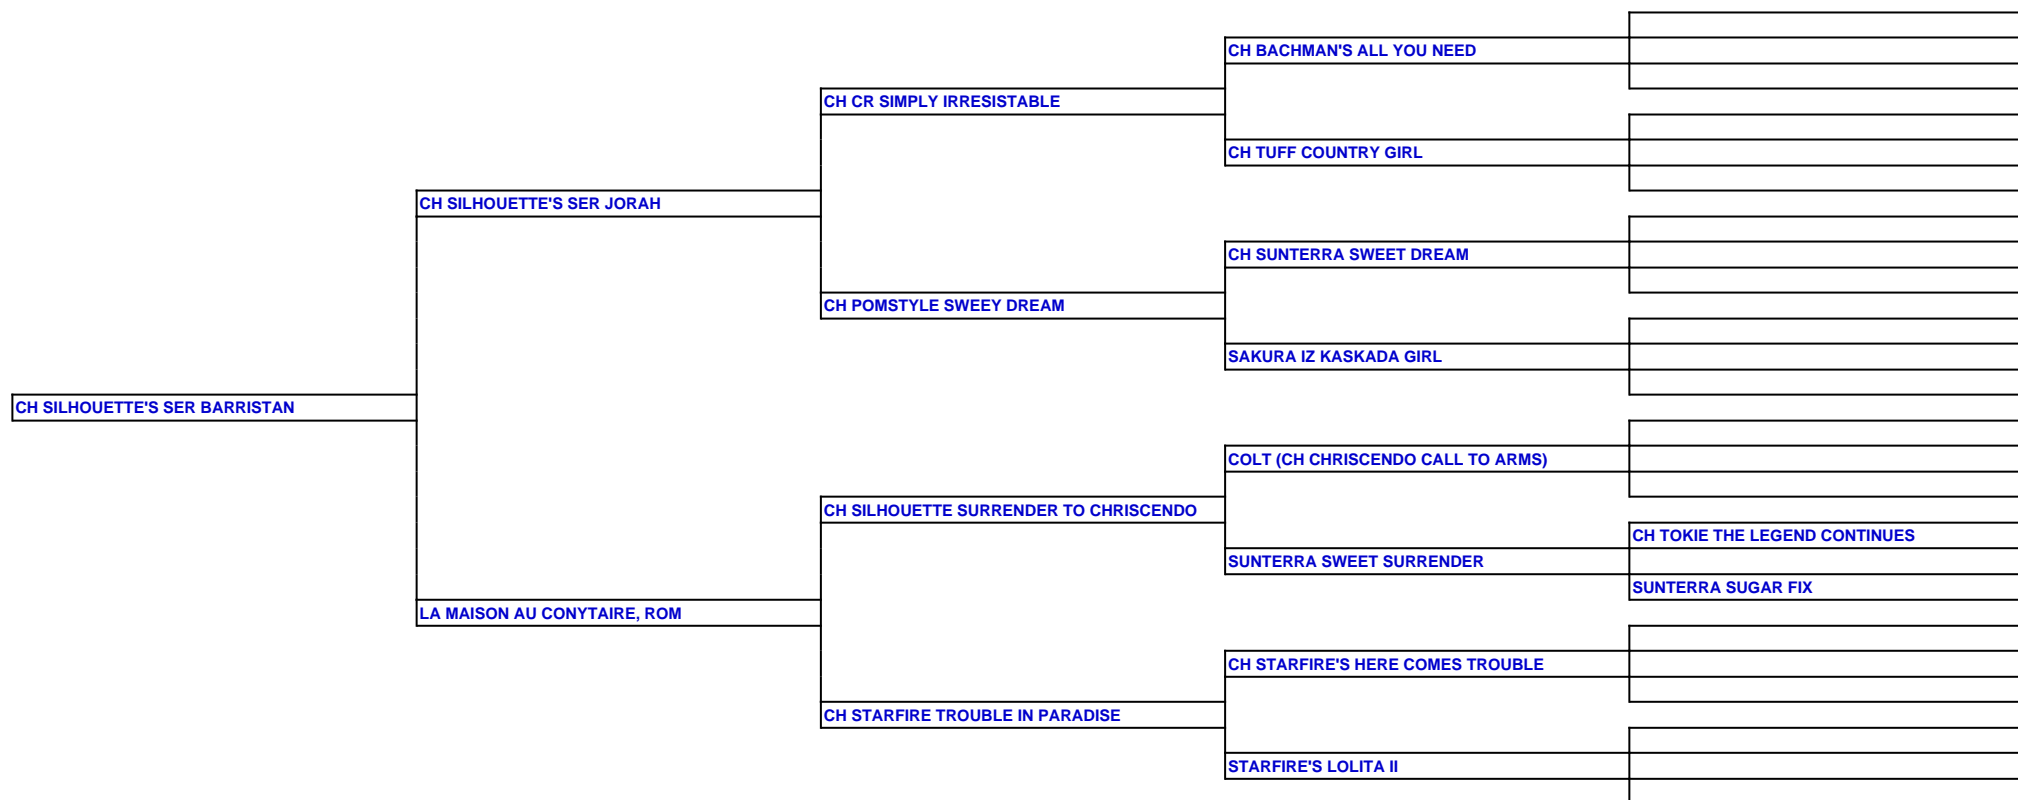 CH BACHMAN'S ALL YOU NEED
CH CR SIMPLY IRRESISTABLE
CH TUFF COUNTRY GIRL
CH SILHOUETTE'S SER JORAH
CH SUNTERRA SWEET DREAM
CH POMSTYLE SWEEY DREAM
SAKURA IZ KASKADA GIRL
CH SILHOUETTE'S SER BARRISTAN
COLT (CH CHRISCENDO CALL TO ARMS)
CH SILHOUETTE SURRENDER TO CHRISCENDO
CH TOKIE THE LEGEND CONTINUES
SUNTERRA SWEET SURRENDER
SUNTERRA SUGAR FIX
LA MAISON AU CONYTAIRE, ROM
CH STARFIRE'S HERE COMES TROUBLE
CH STARFIRE TROUBLE IN PARADISE
STARFIRE'S LOLITA II